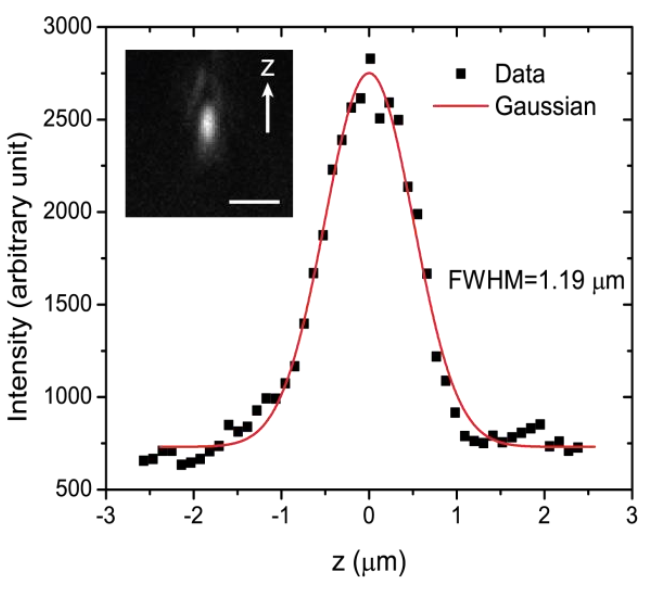 3000
2500
2000
1500
1000
500
Intensity (arbitrary unit)
z
Data
Gaussian
FWHM=1.19 μm
-3 -2 -1 0 1 2 3
z (μm)